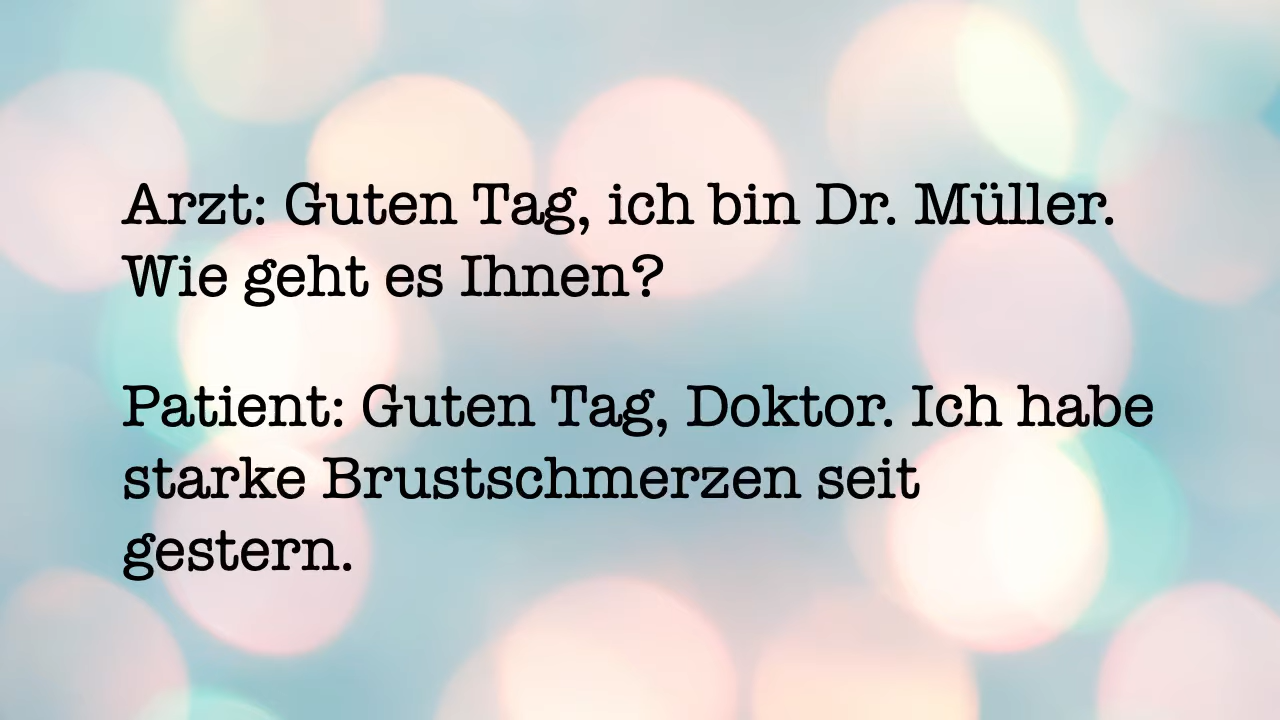 Arzt: Guten Tag, ich bin Dr. Müller.
Wie geht es Ihnen?
Patient: Guten Tag, Doktor. Ich habe
starke Brustschmerzen seit
gestern.